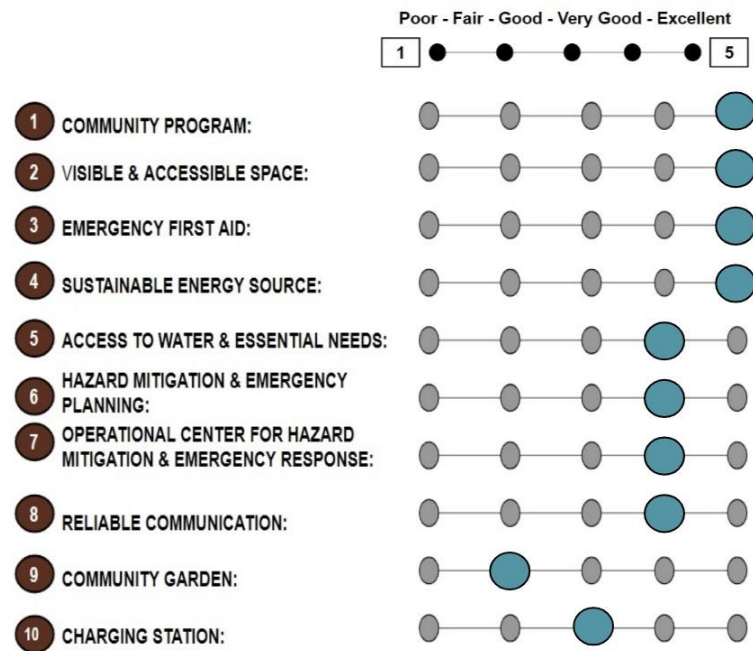 Poor - Fair - Good - Very Good - Excellent
1 5
1 COMMUNITY PROGRAM:
2 VISIBLE & ACCESSIBLE SPACE:
3 EMERGENCY FIRST AID:
4 SUSTAINABLE ENERGY SOURCE:
5 ACCESS TO WATER & ESSENTIAL NEEDS:
6 HAZARD MITIGATION & EMERGENCY
PLANNING:
7 OPERATIONAL CENTER FOR HAZARD
MITIGATION & EMERGENCY RESPONSE:
8 RELIABLE COMMUNICATION:
9 COMMUNITY GARDEN:
10 CHARGING STATION: